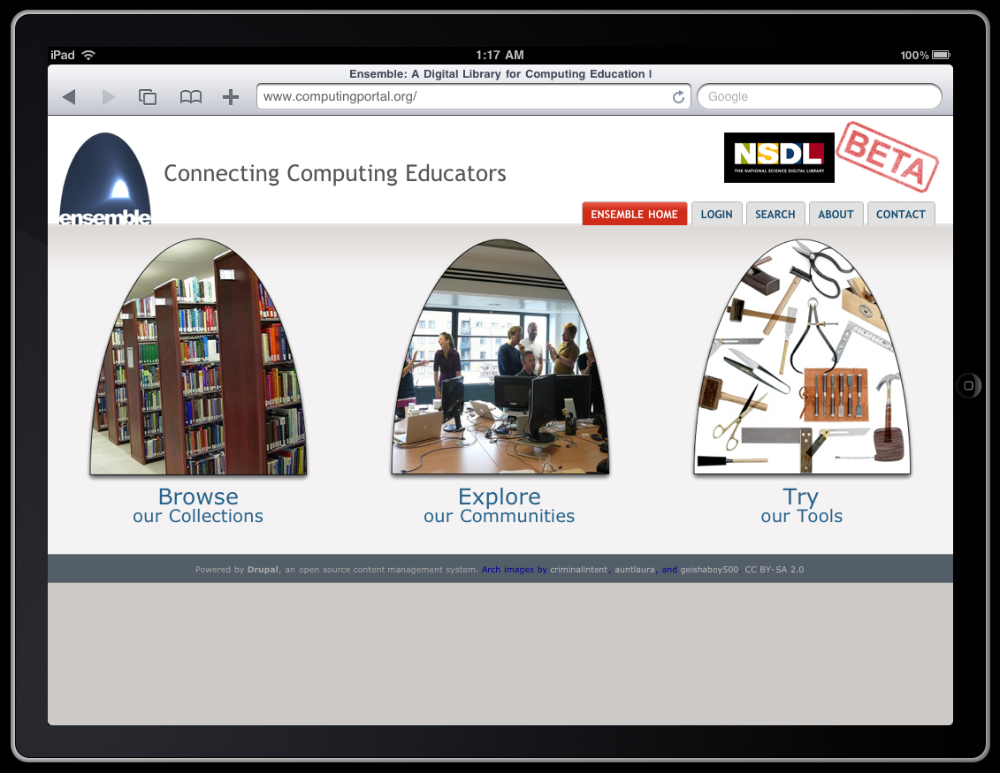 iPad 1:17 AM 100%
Ensemble: A Digital Library for Computing Education |
www.computingportal.org/ Google
NSDL
THE NATIONAL SCIENCE DIGITAL LIBRARY
BETA
Connecting Computing Educators
ensemble
ENSEMBLE HOME LOGIN SEARCH ABOUT CONTACT
Browse
our Collections
Explore
our Communities
Try
our Tools
Powered by Drupal, an open source content management system. Arch images by criminalintent, auntlaura, and geishaboy500. CC BY-SA 2.0